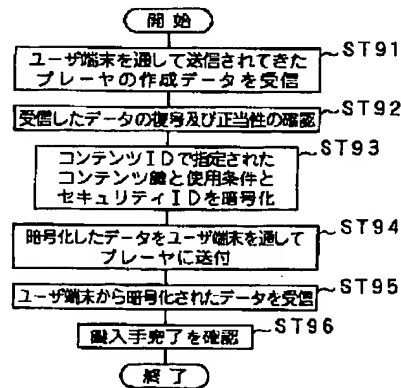 開始
ユーザ端末を通して送信されてきた
プレーヤの作成データを受信
ST91
受信したデータの復号及び正当性の確認
ST92
コンテンツIDで指定された
コンテンツ鍵と使用条件と
セキュリティIDを暗号化
ST93
暗号化したデータをユーザ端末を通して
プレーヤに送付
ST94
ユーザ端末から暗号化されたデータを受信
ST95
鍵入手完了を確認
ST96
終了